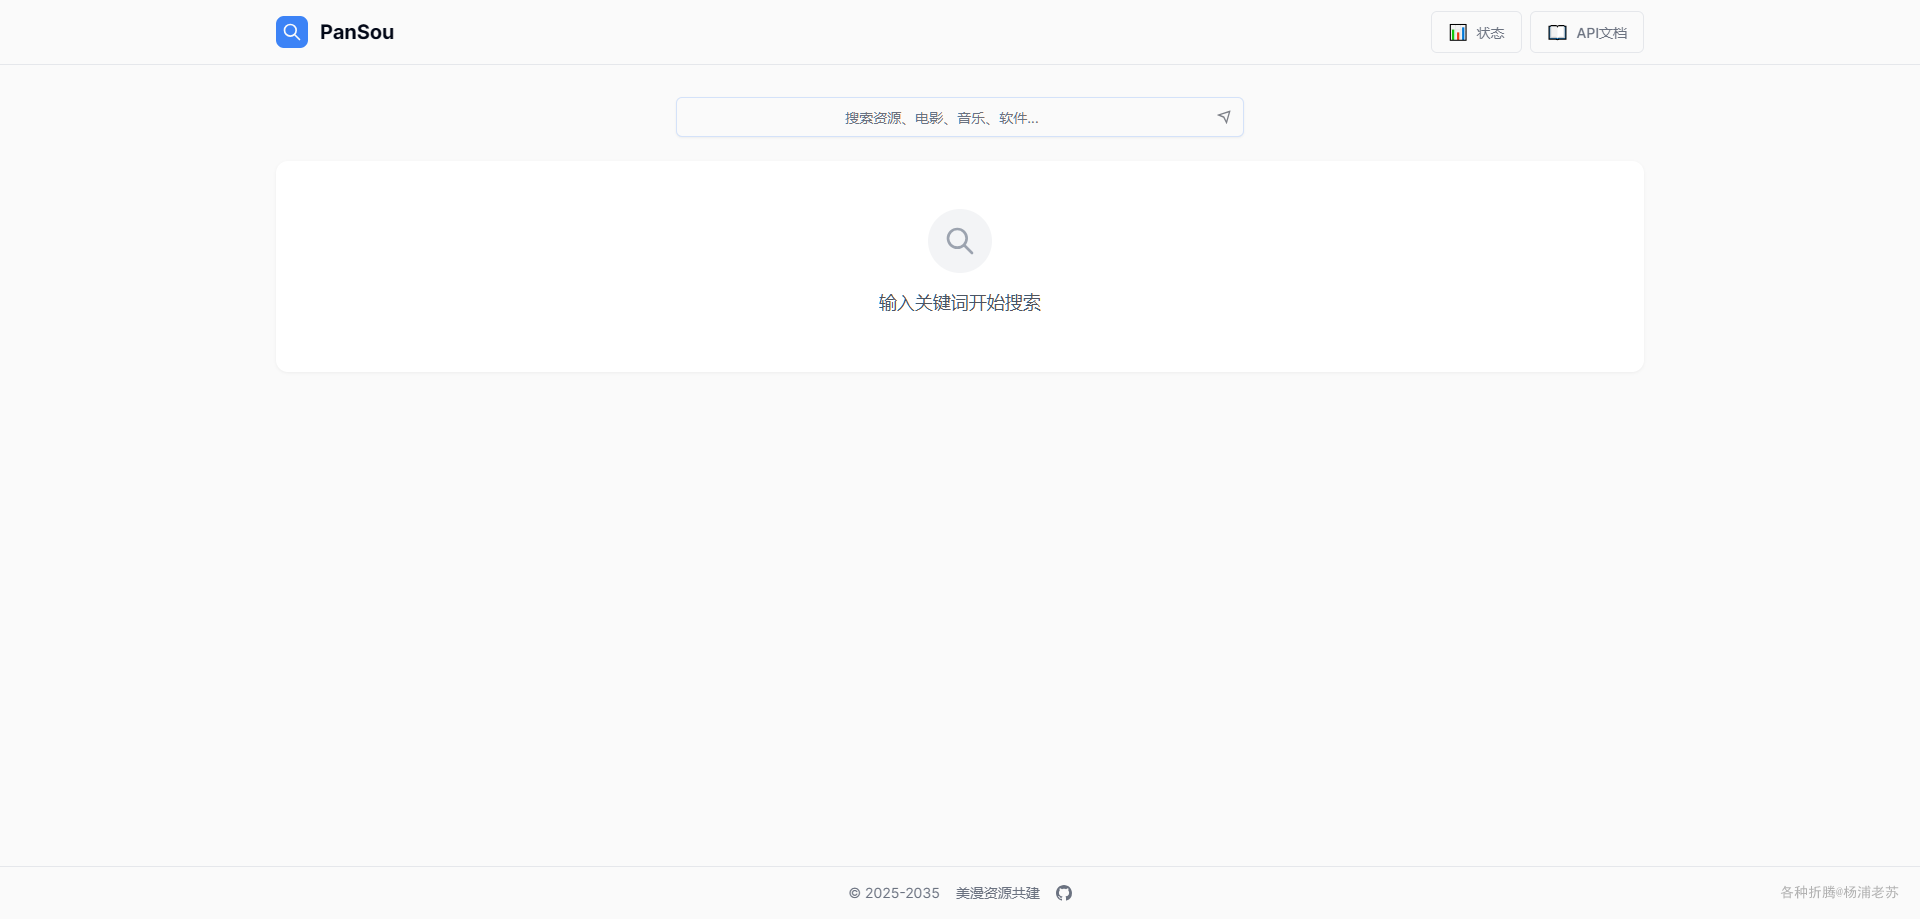 PanSou
状态
API文档
搜索资源、电影、音乐、软件...
输入关键词开始搜索
© 2025-2035 美漫资源共建
各种折腾@杨浦老苏